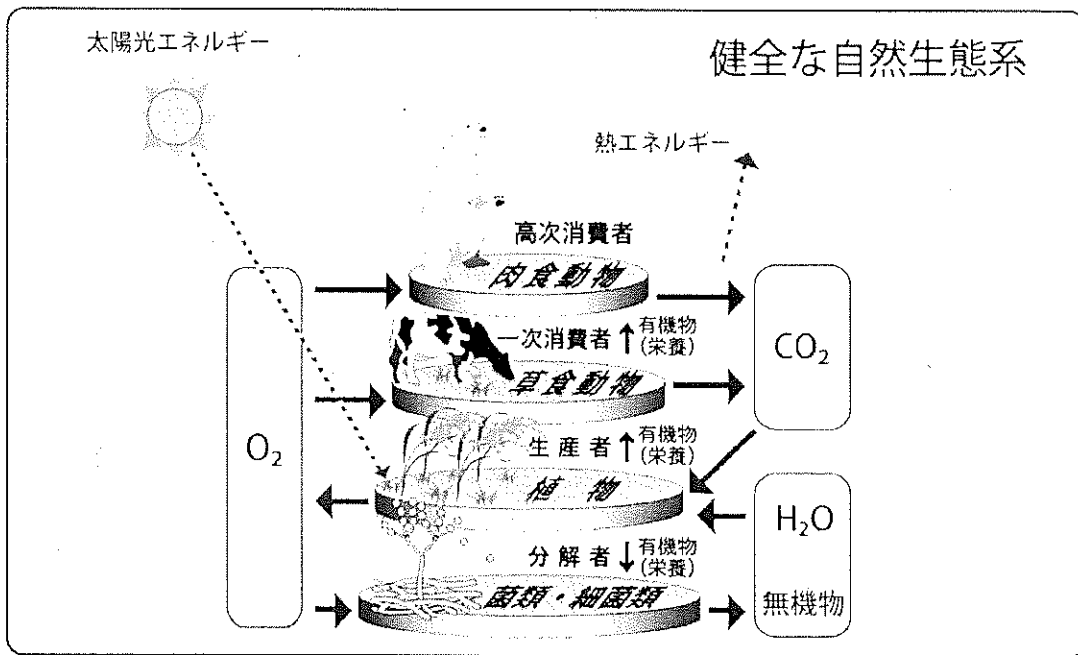 太陽光エネルギー
健全な自然生態系
熱エネルギー
高次消費者
肉食動物
一次消費者
有機物
(栄養)
草食動物
CO₂
O₂
生産者
有機物
(栄養)
植物
H₂O
分解者
有機物
(栄養)
菌類・細菌類
無機物